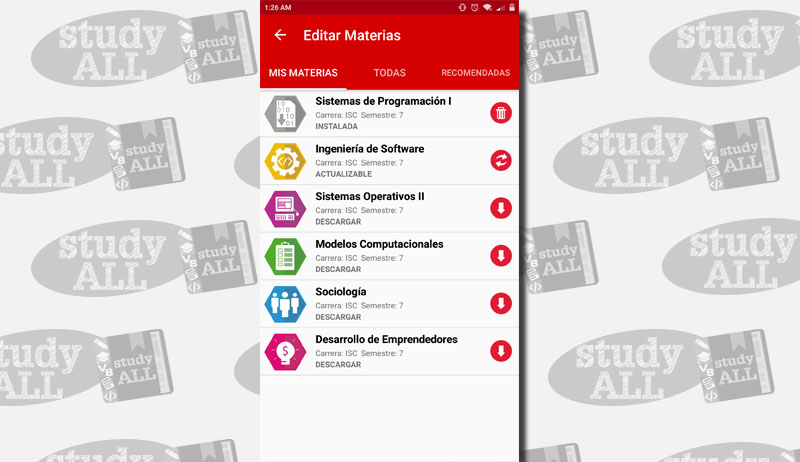 1:26 AM
Editar Materias
MIS MATERIAS TODAS RECOMENDADAS
Sistemas de Programación I
Carrera: ISC Semestre: 7
INSTALADA
Ingeniería de Software
Carrera: ISC Semestre: 7
ACTUALIZABLE
Sistemas Operativos II
Carrera: ISC Semestre: 7
DESCARGAR
Modelos Computacionales
Carrera: ISC Semestre: 7
DESCARGAR
Sociología
Carrera: ISC Semestre: 7
DESCARGAR
Desarrollo de Emprendedores
Carrera: ISC Semestre: 7
DESCARGAR
study
ALL
study
ALL